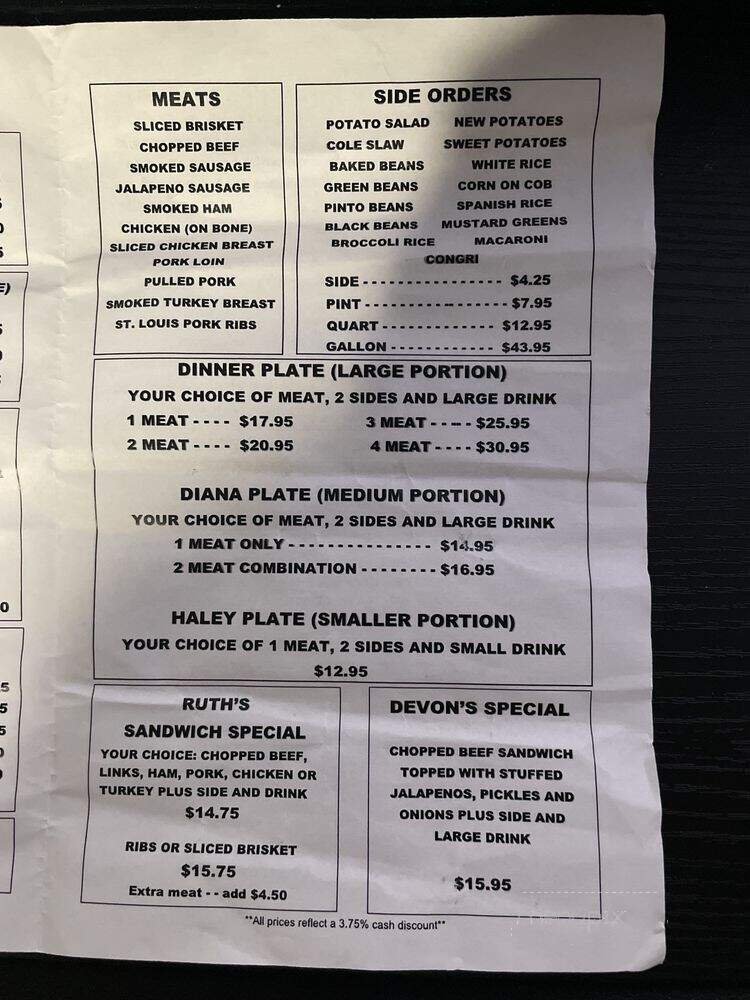 MEATS
SLICED BRISKET
CHOPPED BEEF
SMOKED SAUSAGE
JALAPENO SAUSAGE
SMOKED HAM
CHICKEN (ON BONE)
SLICED CHICKEN BREAST
PORK LOIN
PULLED PORK
SMOKED TURKEY BREAST
ST. LOUIS PORK RIBS
SIDE ORDERS
POTATO SALAD NEW POTATOES
COLE SLAW SWEET POTATOES
BAKED BEANS WHITE RICE
GREEN BEANS CORN ON COB
PINTO BEANS SPANISH RICE
BLACK BEANS MUSTARD GREENS
BROCCOLI RICE MACARONI
CONGRI
SIDE - - - - - - - - - - - - - - - - $4.25
PINT - - - - - - - - - - - - - - - - $7.95
QUART - - - - - - - - - - - - - $12.95
GALLON - - - - - - - - - - - - $43.95
DINNER PLATE (LARGE PORTION)
YOUR CHOICE OF MEAT, 2 SIDES AND LARGE DRINK
1 MEAT - - - - $17.95 3 MEAT - - - - - $25.95
2 MEAT - - - - $20.95 4 MEAT - - - - $30.95
DIANA PLATE (MEDIUM PORTION)
YOUR CHOICE OF MEAT, 2 SIDES AND LARGE DRINK
1 MEAT ONLY - - - - - - - - - - - - - - - $14.95
2 MEAT COMBINATION - - - - - - - - $16.95
HALEY PLATE (SMALLER PORTION)
YOUR CHOICE OF 1 MEAT, 2 SIDES AND SMALL DRINK
$12.95
RUTH'S
SANDWICH SPECIAL
YOUR CHOICE: CHOPPED BEEF,
LINKS, HAM, PORK, CHICKEN OR
TURKEY PLUS SIDE AND DRINK
$14.75
RIBS OR SLICED BRISKET
$15.75
Extra meat - - add $4.50
DEVON'S SPECIAL
CHOPPED BEEF SANDWICH
TOPPED WITH STUFFED
JALAPENOS, PICKLES AND
ONIONS PLUS SIDE AND
LARGE DRINK
$15.95
**All prices reflect a 3.75% cash discount**